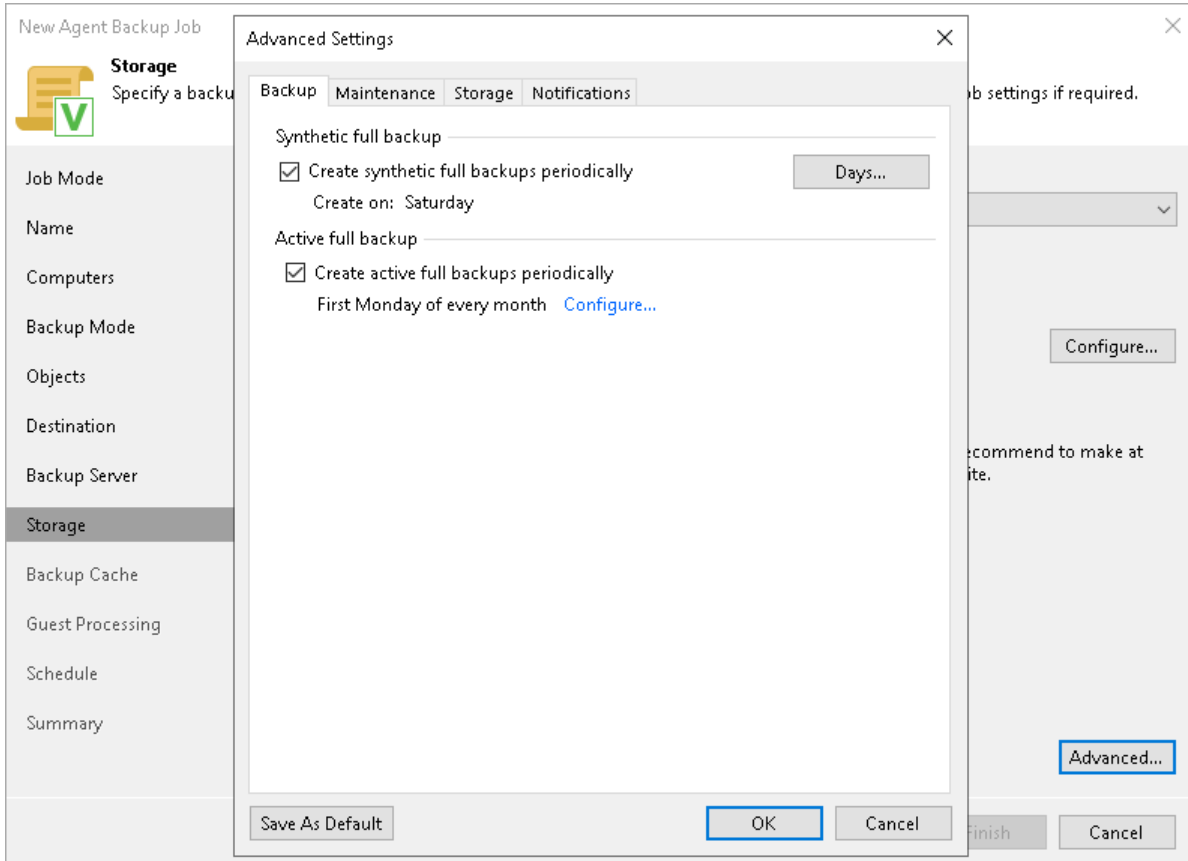 New Agent Backup Job
Storage
Specify a backu
b settings if required.
V
Job Mode
Name
Computers
Backup Mode
Objects
Destination
Backup Server
Storage
Backup Cache
Guest Processing
Schedule
Summary
Advanced Settings
Backup Maintenance Storage Notifications
Synthetic full backup
Create synthetic full backups periodically Days...
Create on: Saturday
Active full backup
Create active full backups periodically
First Monday of every month Configure...
Save As Default OK Cancel
Configure...
ecommend to make at
ite.
Advanced...
Finish Cancel